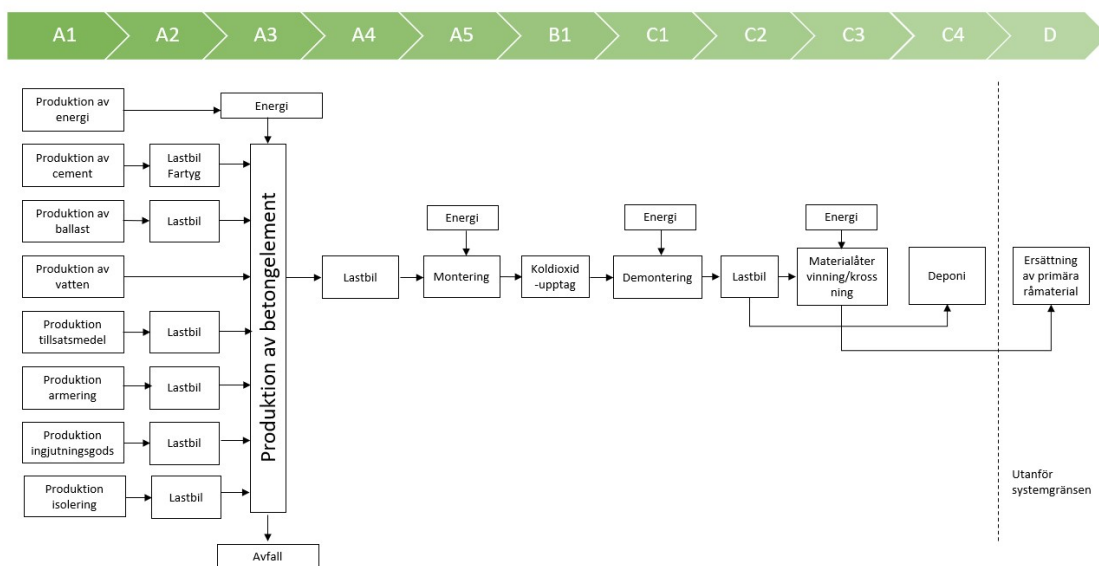 A1
A2
A3
A4
A5
B1
C1
C2
C3
C4
D
Produktion av
energi
Energi
Produktion av
cement
Lastbil
Fartyg
Produktion av
ballast
Lastbil
Produktion av
vatten
Produktion
tillsatsmedel
Lastbil
Produktion
armering
Lastbil
Produktion
ingjutningsgods
Lastbil
Produktion
isolering
Lastbil
Produktion av betongelement
Avfall
Lastbil
Energi
Montering
Koldioxid
-upptag
Energi
Demontering
Lastbil
Energi
Materialåter
vinning/kross
ning
Deponi
Ersättning
av primära
råmaterial
Utanför
systemgränsen